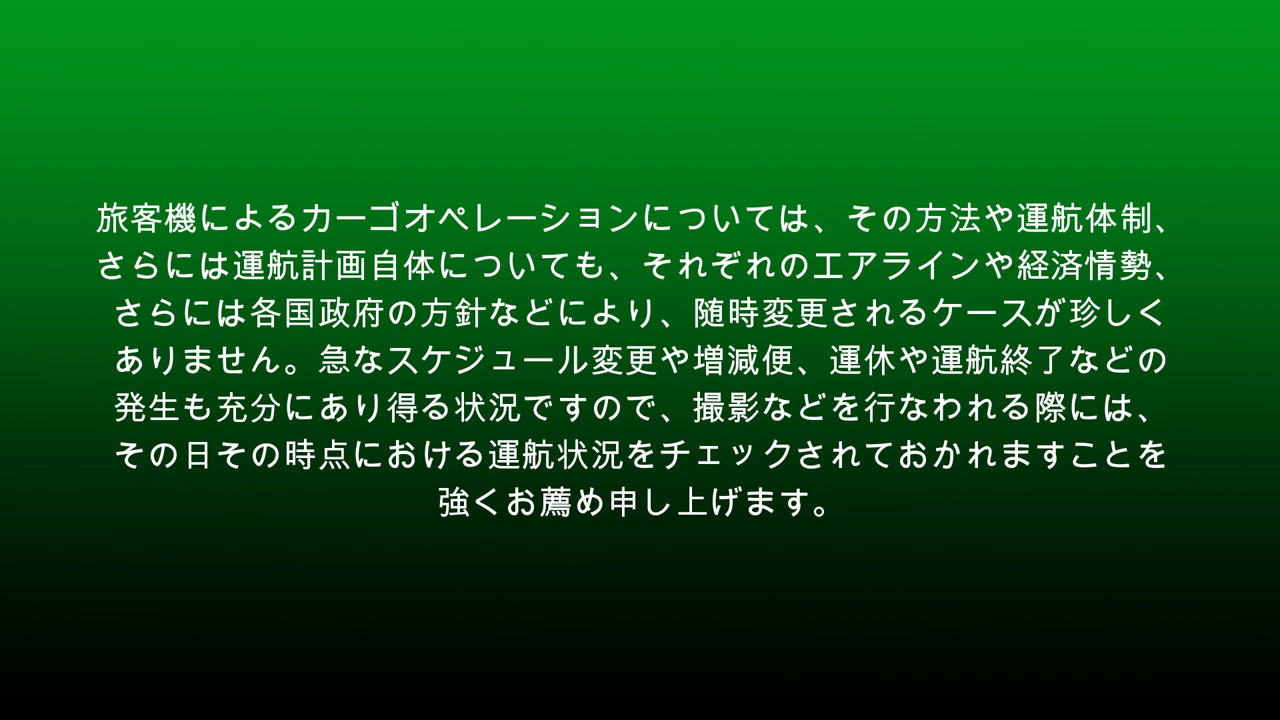 旅客機によるカーゴオペレーションについては、その方法や運航体制、
さらには運航計画自体についても、それぞれのエアラインや経済情勢、
さらには各国政府の方針などにより、随時変更されるケースが珍しく
ありません。急なスケジュール変更や増減便、運休や運航終了などの
発生も充分にあり得る状況ですので、撮影などを行なわれる際には、
その日その時点における運航状況をチェックされておかれますことを
強くお薦め申し上げます。